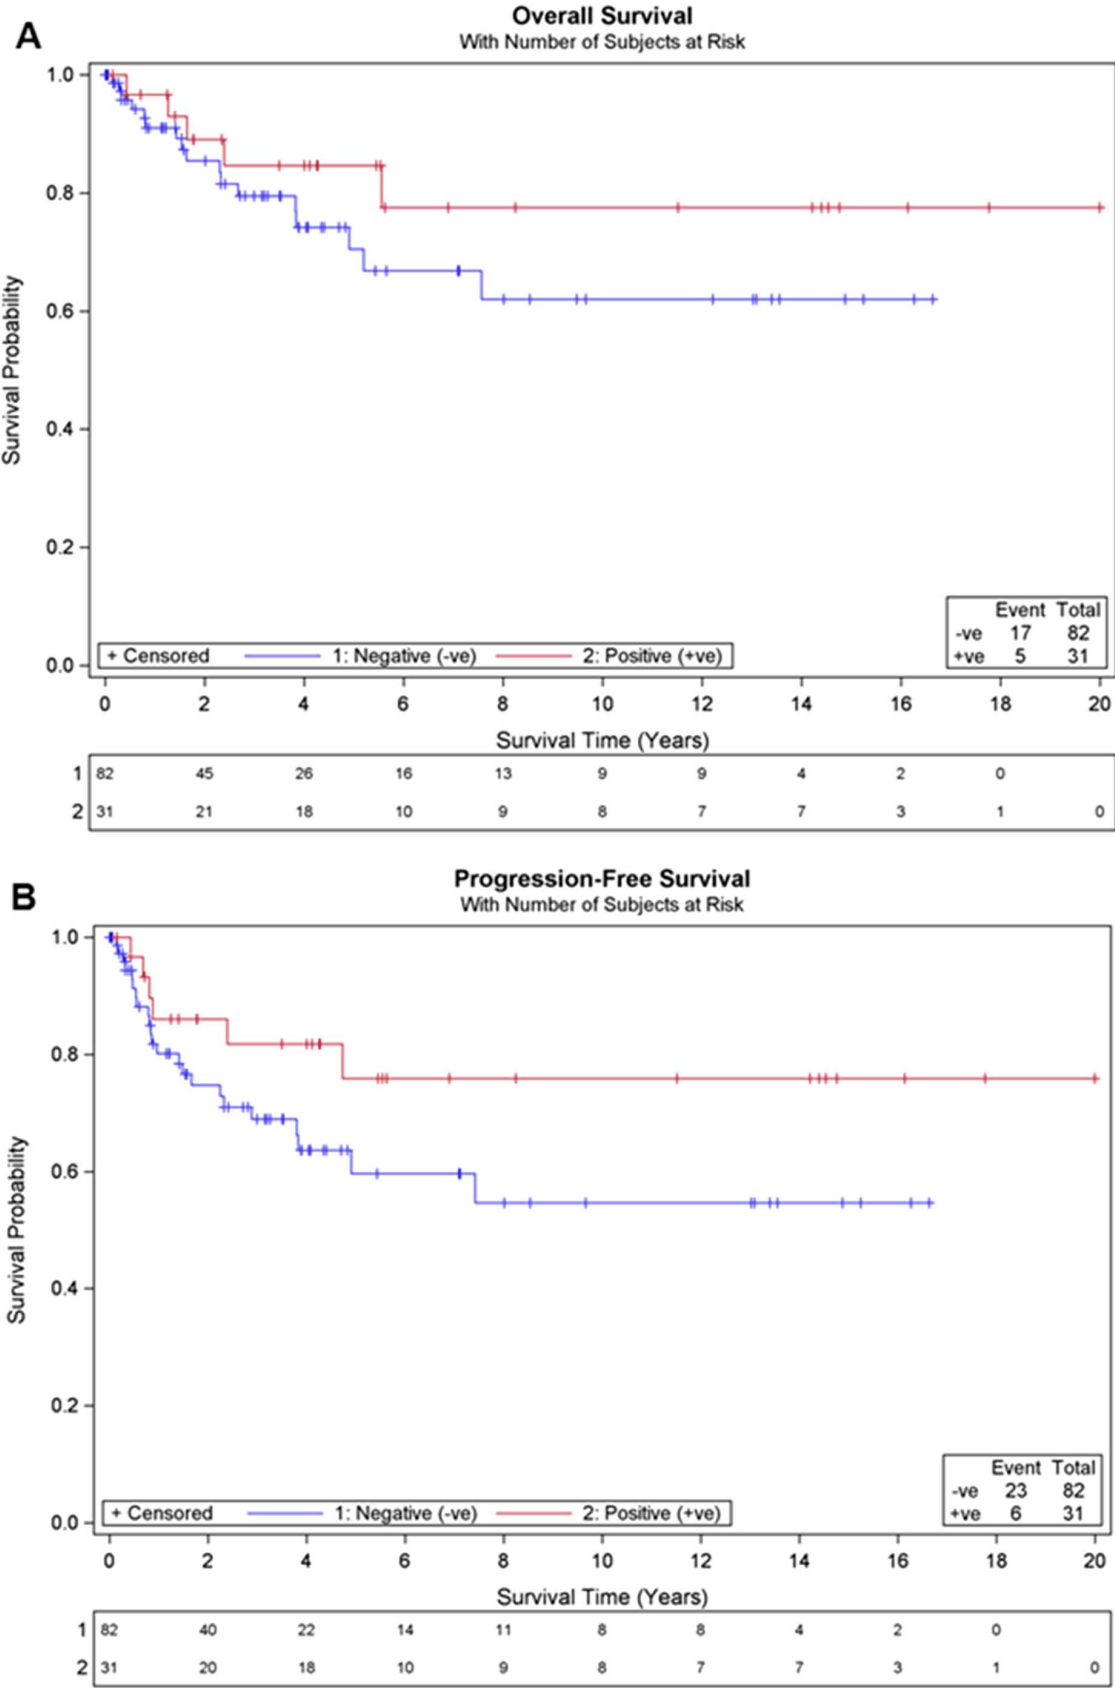 A
Overall Survival
With Number of Subjects at Risk
1.0
0.8
0.6
0.4
0.2
0.0
Survival Probability
Event Total
-ve 17 82
+ve 5 31
+ Censored 1: Negative (-ve) 2: Positive (+ve)
0 2 4 6 8 10 12 14 16 18 20
Survival Time (Years)
1 82 45 26 16 13 9 9 4 2 0
2 31 21 18 10 9 8 7 7 3 1 0
B
Progression-Free Survival
With Number of Subjects at Risk
1.0
0.8
0.6
0.4
0.2
0.0
Survival Probability
Event Total
-ve 23 82
+ve 6 31
+ Censored 1: Negative (-ve) 2: Positive (+ve)
0 2 4 6 8 10 12 14 16 18 20
Survival Time (Years)
1 82 40 22 14 11 8 8 4 2 0
2 31 20 18 10 9 8 7 7 3 1 0